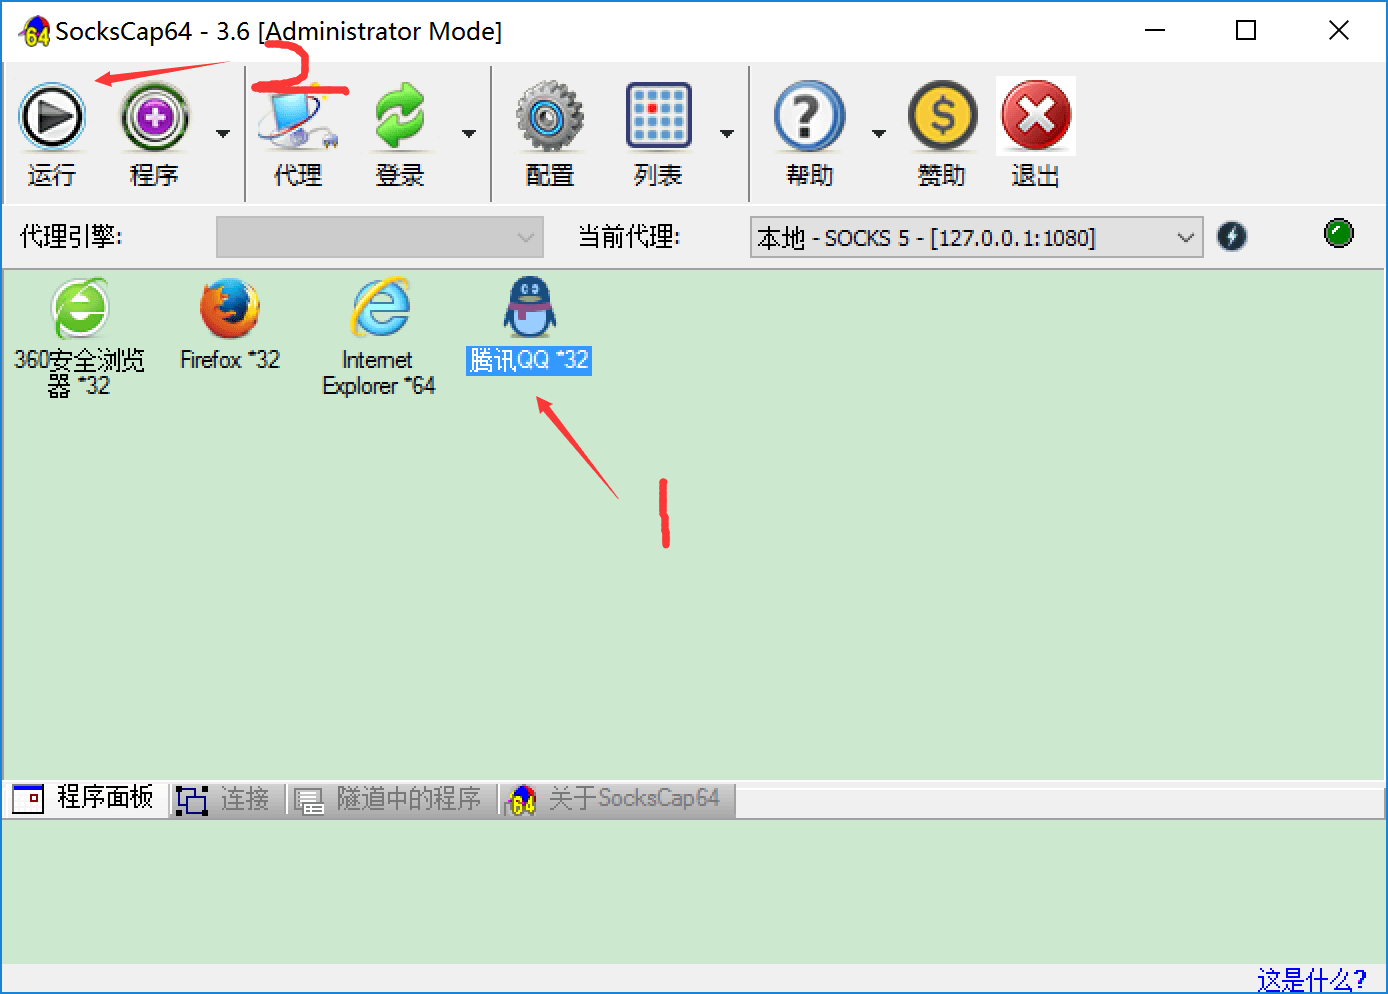 SocksCap64 - 3.6 [Administrator Mode]
2
运行 程序 代理 登录 配置 列表 帮助 赞助 退出
代理引擎: 当前代理: 本地 - SOCKS 5 - [127.0.0.1:1080]
360安全浏览器 *32
Firefox *32
Internet Explorer *64
腾讯QQ *32
1
程序面板 连接 隧道中的程序 关于SocksCap64
这是什么?